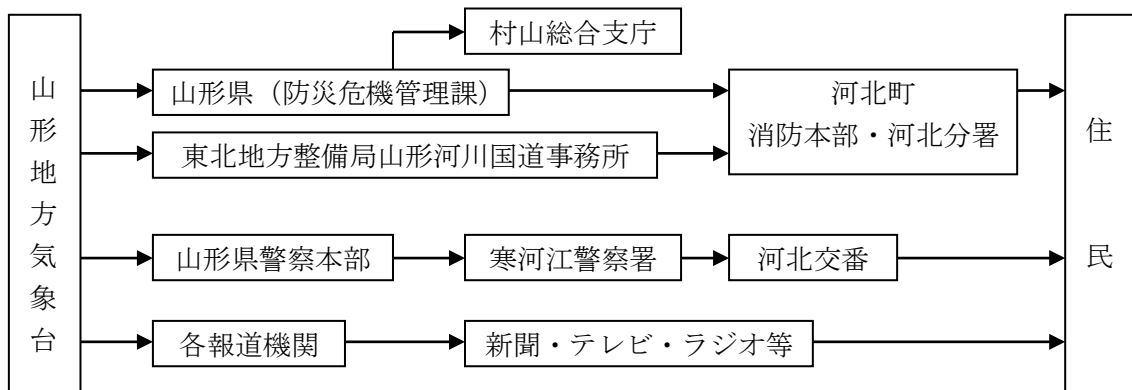 山形地方気象台
村山総合支庁
山形県（防災危機管理課）
河北町
消防本部・河北分署
東北地方整備局山形河川国道事務所
山形県警察本部
寒河江警察署
河北交番
各報道機関
新聞・テレビ・ラジオ等
住民